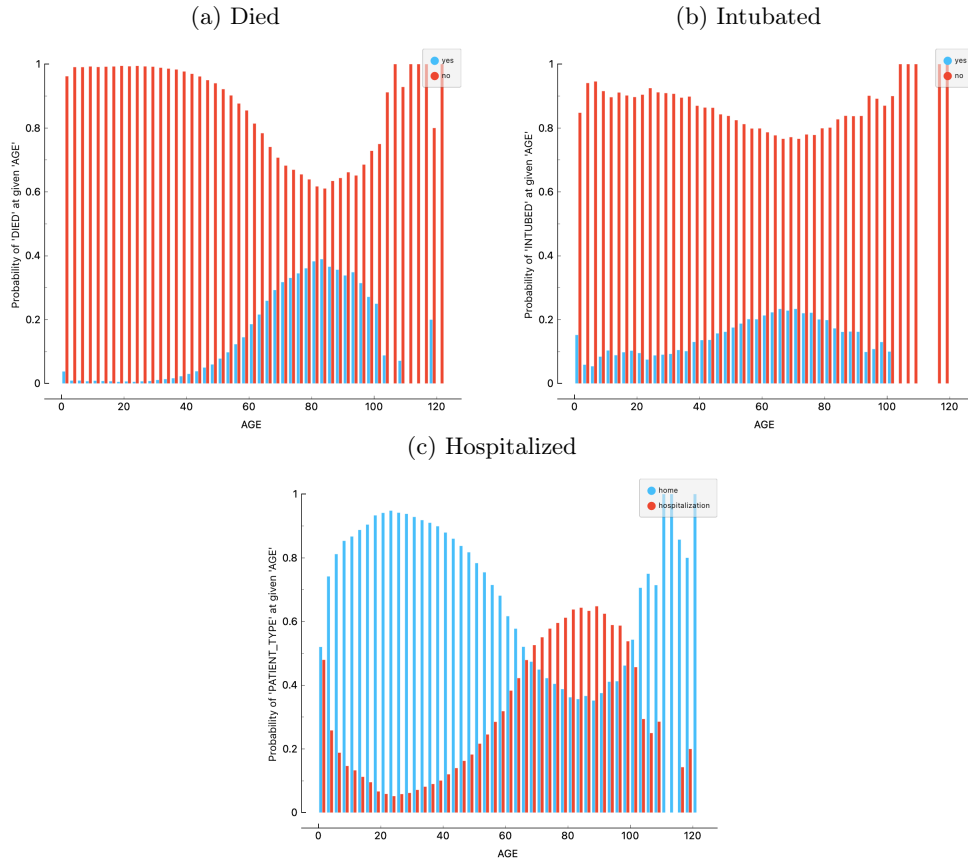 (a) Died
yes
no
1
0.8
0.6
0.4
0.2
0
Probability of 'DIED' at given 'AGE'
0 20 40 60 80 100 120
AGE
(b) Intubated
yes
no
1
0.8
0.6
0.4
0.2
0
Probability of 'INTUBED' at given 'AGE'
0 20 40 60 80 100 120
AGE
(c) Hospitalized
home
hospitalization
1
0.8
0.6
0.4
0.2
0
Probability of 'PATIENT_TYPE' at given 'AGE'
0 20 40 60 80 100 120
AGE